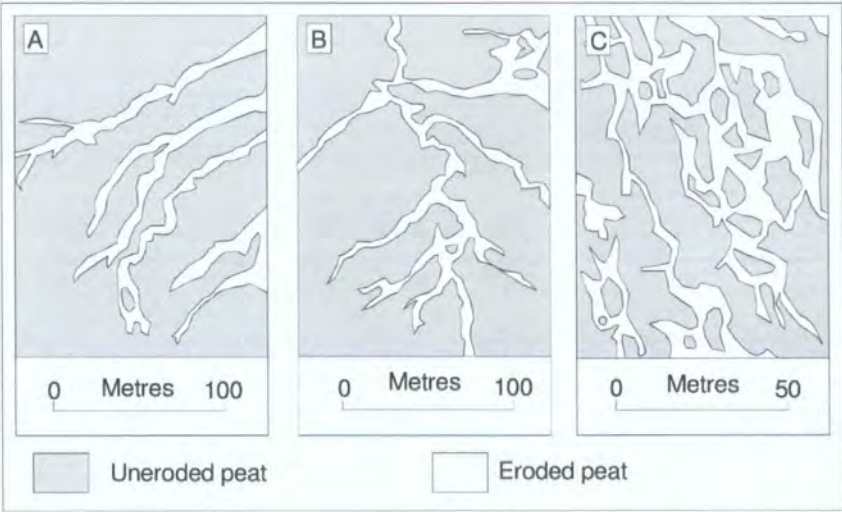 A
B
C
0 Metres 100
0 Metres 100
0 Metres 50
Uneroded peat
Eroded peat